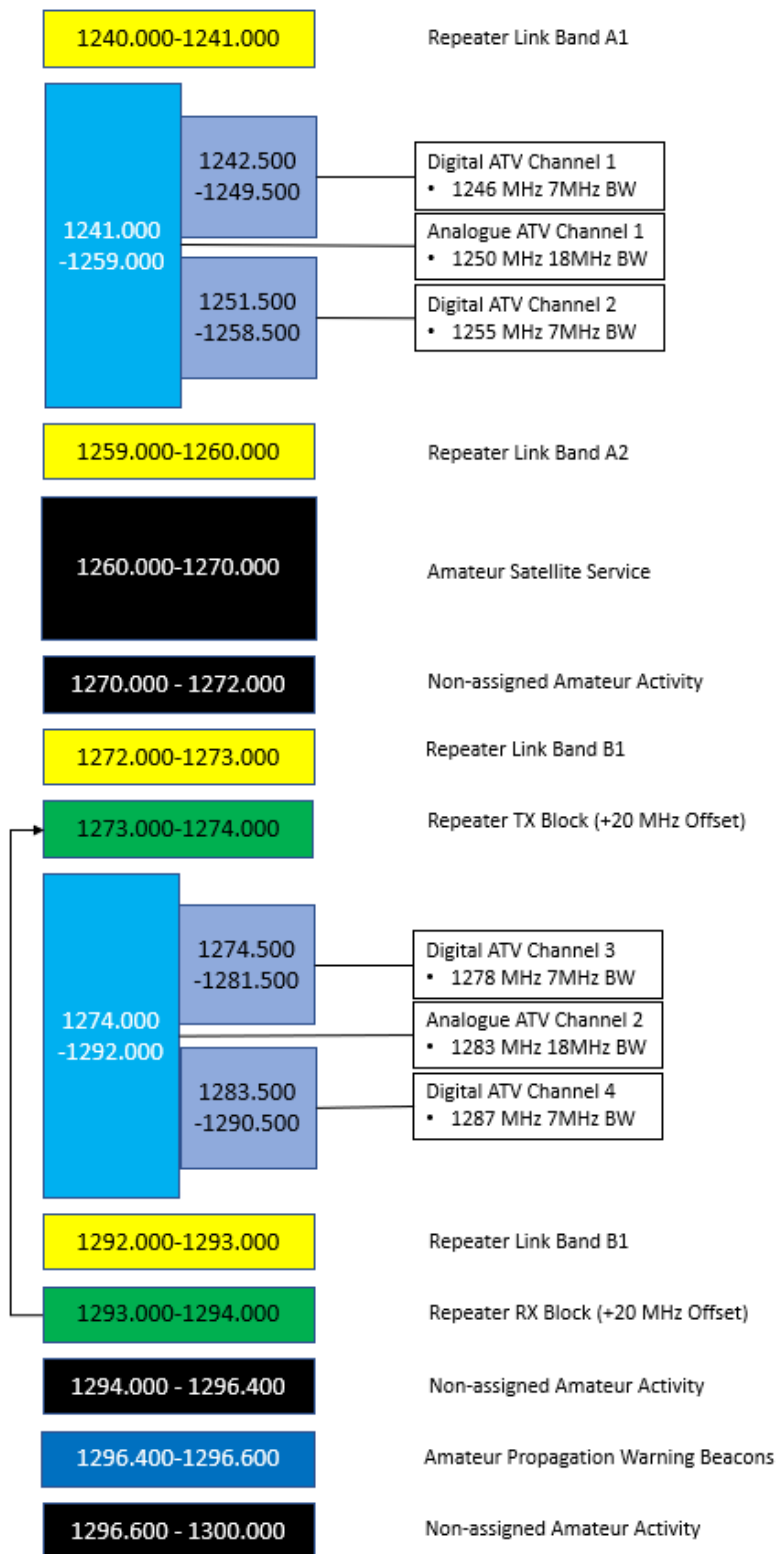 1240.000-1241.000 Repeater Link Band A1
1241.000
-1259.000
1242.500
-1249.500
Digital ATV Channel 1
• 1246 MHz 7MHz BW
Analogue ATV Channel 1
• 1250 MHz 18MHz BW
1251.500
-1258.500
Digital ATV Channel 2
• 1255 MHz 7MHz BW
1259.000-1260.000 Repeater Link Band A2
1260.000-1270.000 Amateur Satellite Service
1270.000 - 1272.000 Non-assigned Amateur Activity
1272.000-1273.000 Repeater Link Band B1
1273.000-1274.000 Repeater TX Block (+20 MHz Offset)
1274.000
-1292.000
1274.500
-1281.500
Digital ATV Channel 3
• 1278 MHz 7MHz BW
Analogue ATV Channel 2
• 1283 MHz 18MHz BW
1283.500
-1290.500
Digital ATV Channel 4
• 1287 MHz 7MHz BW
1292.000-1293.000 Repeater Link Band B1
1293.000-1294.000 Repeater RX Block (+20 MHz Offset)
1294.000 - 1296.400 Non-assigned Amateur Activity
1296.400-1296.600 Amateur Propagation Warning Beacons
1296.600 - 1300.000 Non-assigned Amateur Activity